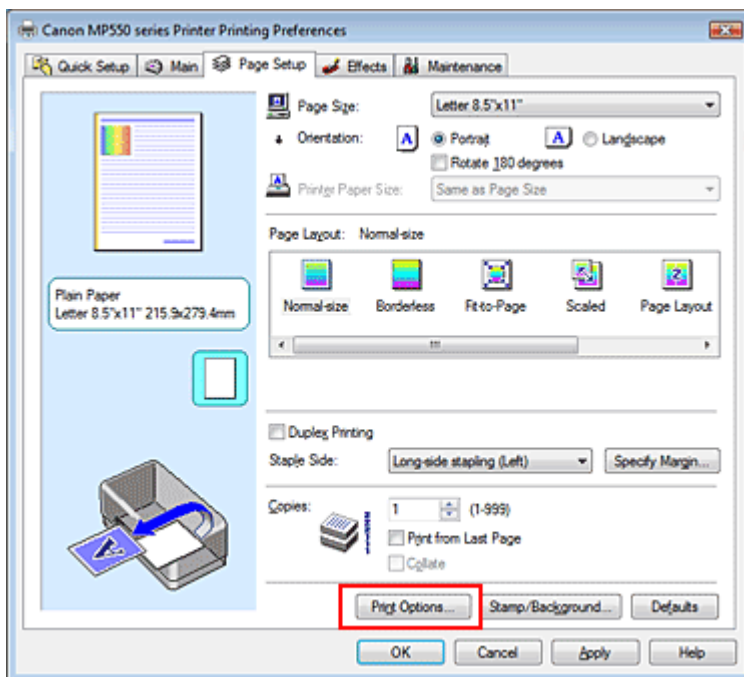 Canon MP550 series Printer Printing Preferences
Quick Setup Main Page Setup Effects Maintenance
Page Size: Letter 8.5"x11"
Orientation: A Portrait A Landscape
Rotate 180 degrees
Printer Paper Size: Same as Page Size
Page Layout: Normal-size
Normal-size Borderless Fit-to-Page Scaled Page Layout
Plain Paper
Letter 8.5"x11" 215.9x279.4mm
Duplex Printing
Staple Side: Long-side stapling (Left) Specify Margin...
Copies: 1 (1-999)
Print from Last Page
Collate
Print Options... Stamp/Background... Defaults
OK Cancel Apply Help